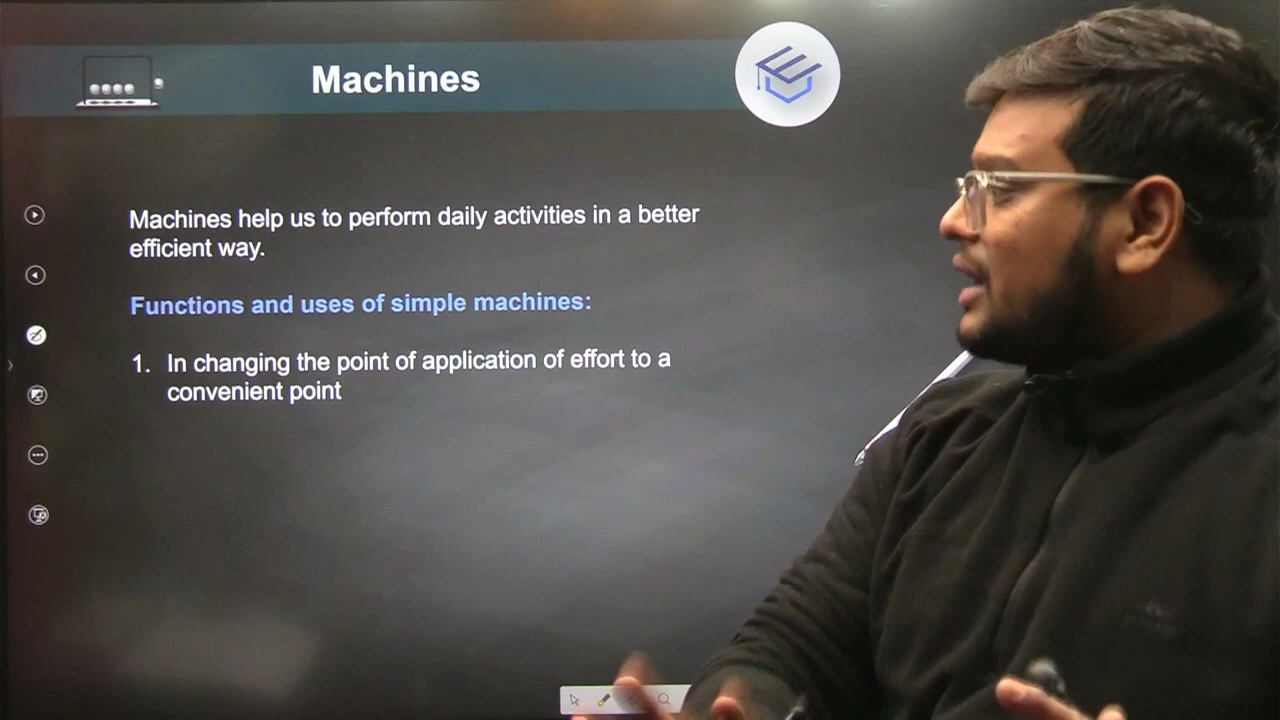 Machines
Machines help us to perform daily activities in a better
efficient way.
Functions and uses of simple machines:
1. In changing the point of application of effort to a
convenient point